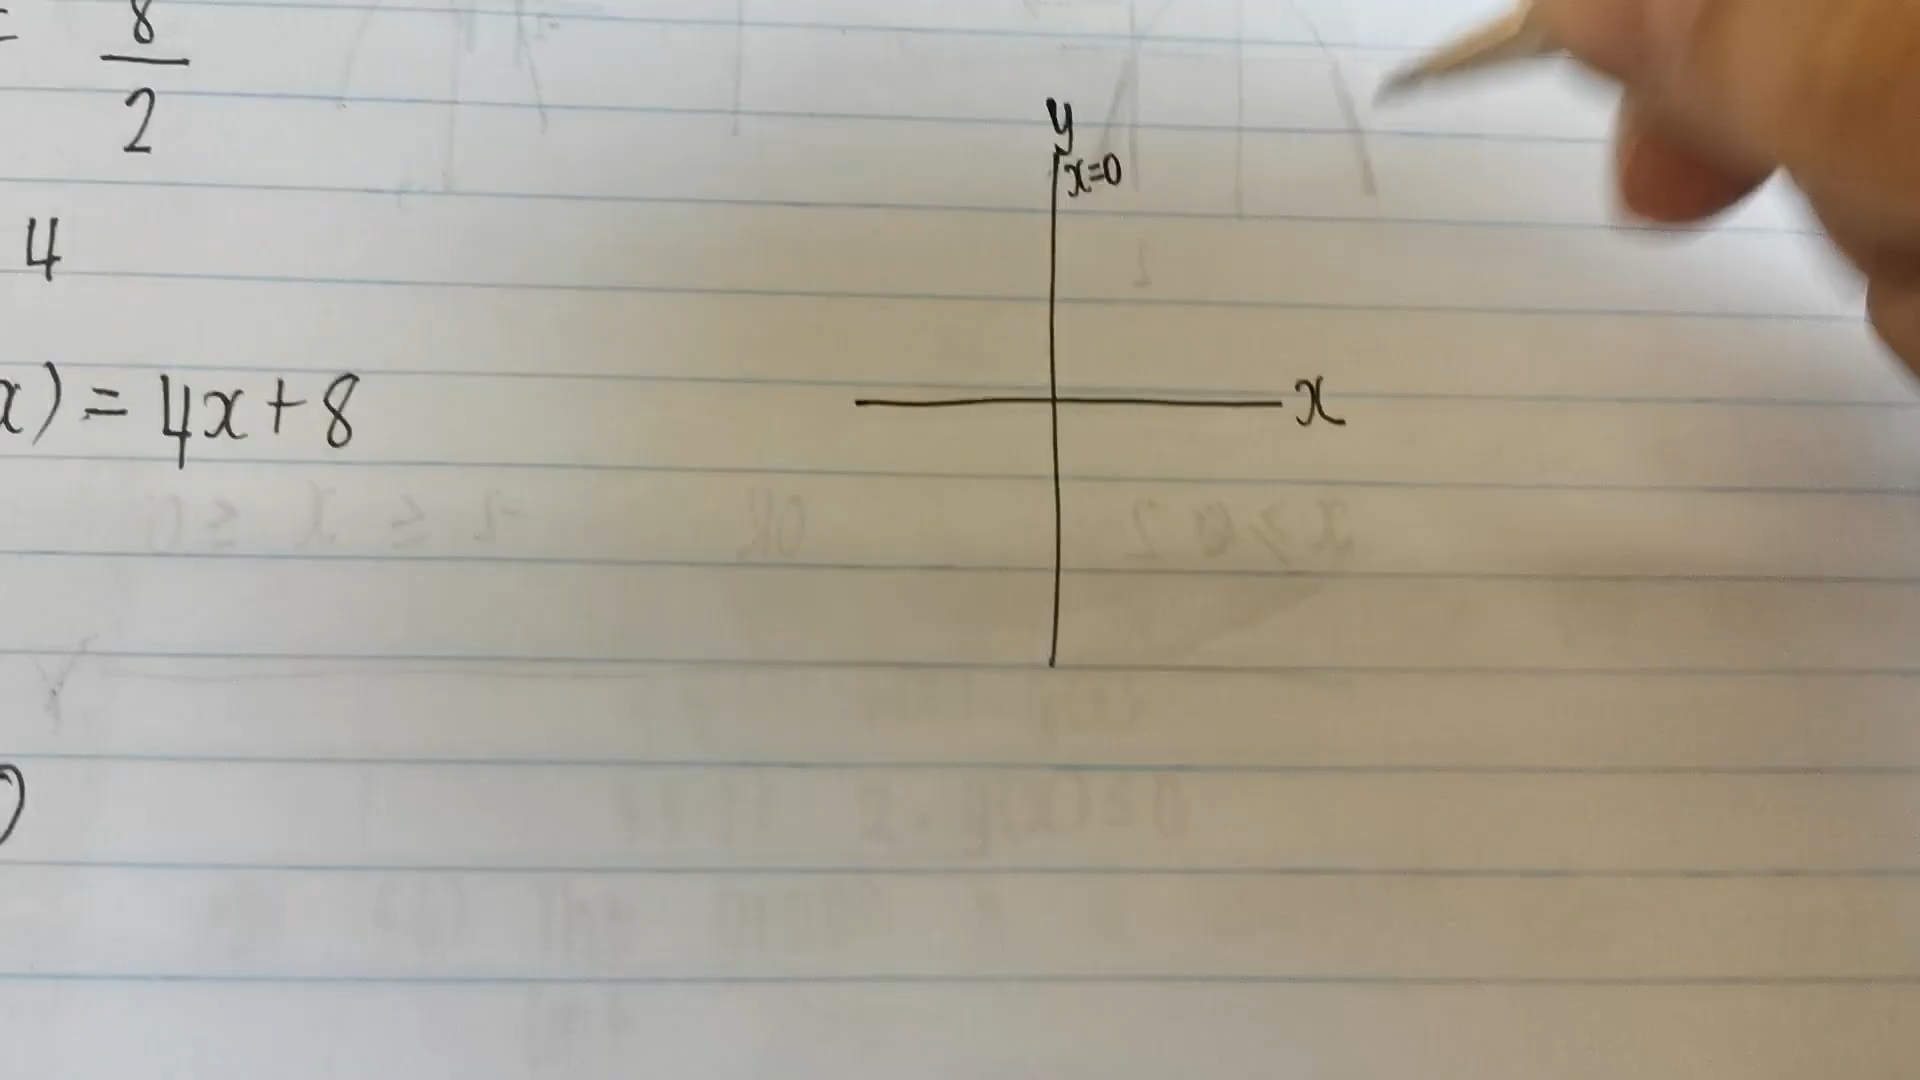 = 8/2
4
x) = 4x+8
)
y
x=0
x